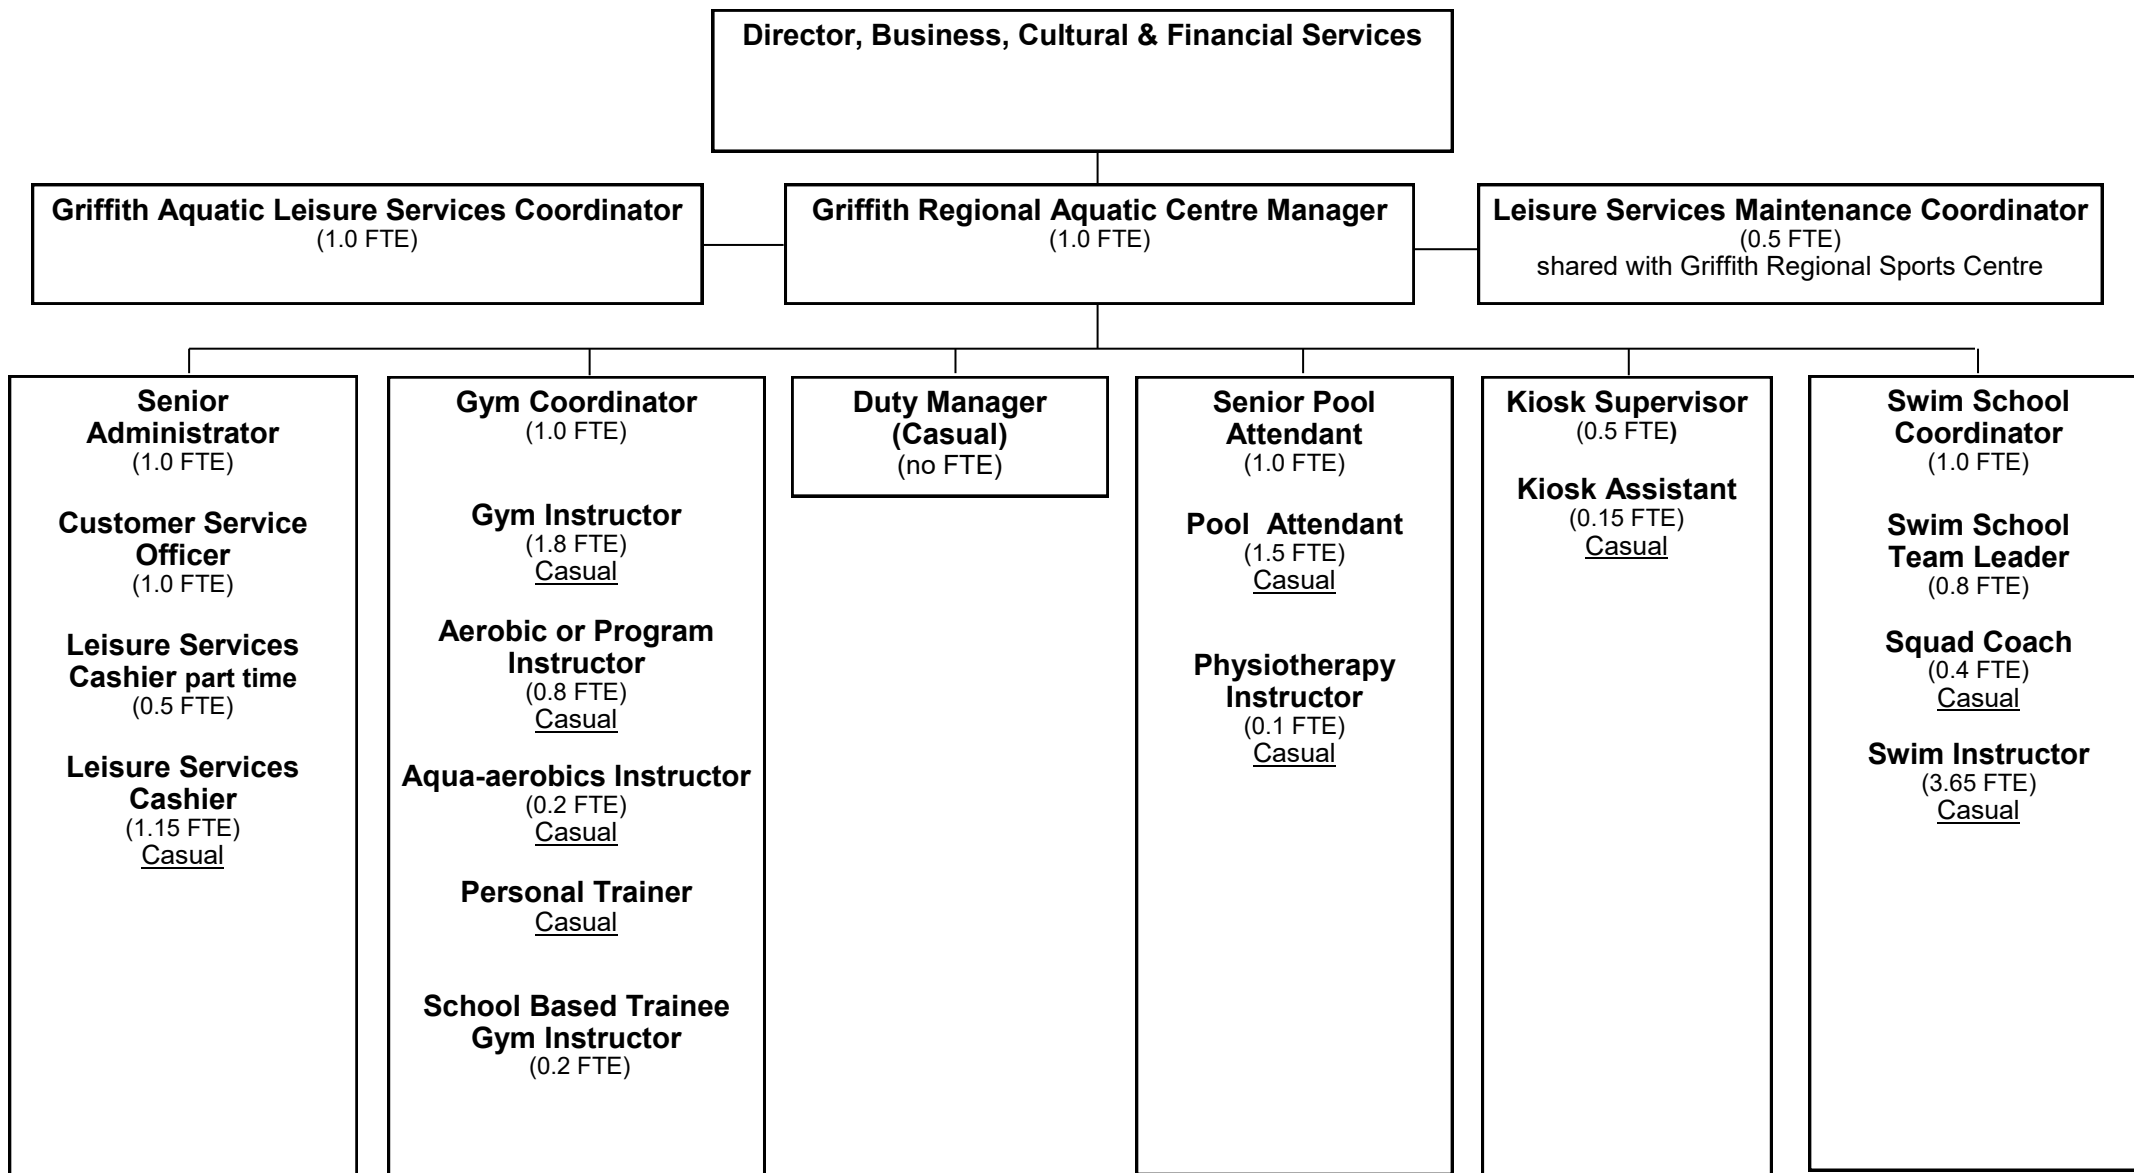 Director, Business, Cultural & Financial Services
Griffith Aquatic Leisure Services Coordinator
(1.0 FTE)
Griffith Regional Aquatic Centre Manager
(1.0 FTE)
Leisure Services Maintenance Coordinator
(0.5 FTE)
shared with Griffith Regional Sports Centre
Senior
Administrator
(1.0 FTE)
Customer Service
Officer
(1.0 FTE)
Leisure Services
Cashier part time
(0.5 FTE)
Leisure Services
Cashier
(1.15 FTE)
Casual
Gym Coordinator
(1.0 FTE)
Gym Instructor
(1.8 FTE)
Casual
Aerobic or Program
Instructor
(0.8 FTE)
Casual
Aqua-aerobics Instructor
(0.2 FTE)
Casual
Personal Trainer
Casual
School Based Trainee
Gym Instructor
(0.2 FTE)
Duty Manager
(Casual)
(no FTE)
Senior Pool
Attendant
(1.0 FTE)
Pool  Attendant
(1.5 FTE)
Casual
Physiotherapy
Instructor
(0.1 FTE)
Casual
Kiosk Supervisor
(0.5 FTE)
Kiosk Assistant
(0.15 FTE)
Casual
Swim School
Coordinator
(1.0 FTE)
Swim School
Team Leader
(0.8 FTE)
Squad Coach
(0.4 FTE)
Casual
Swim Instructor
(3.65 FTE)
Casual